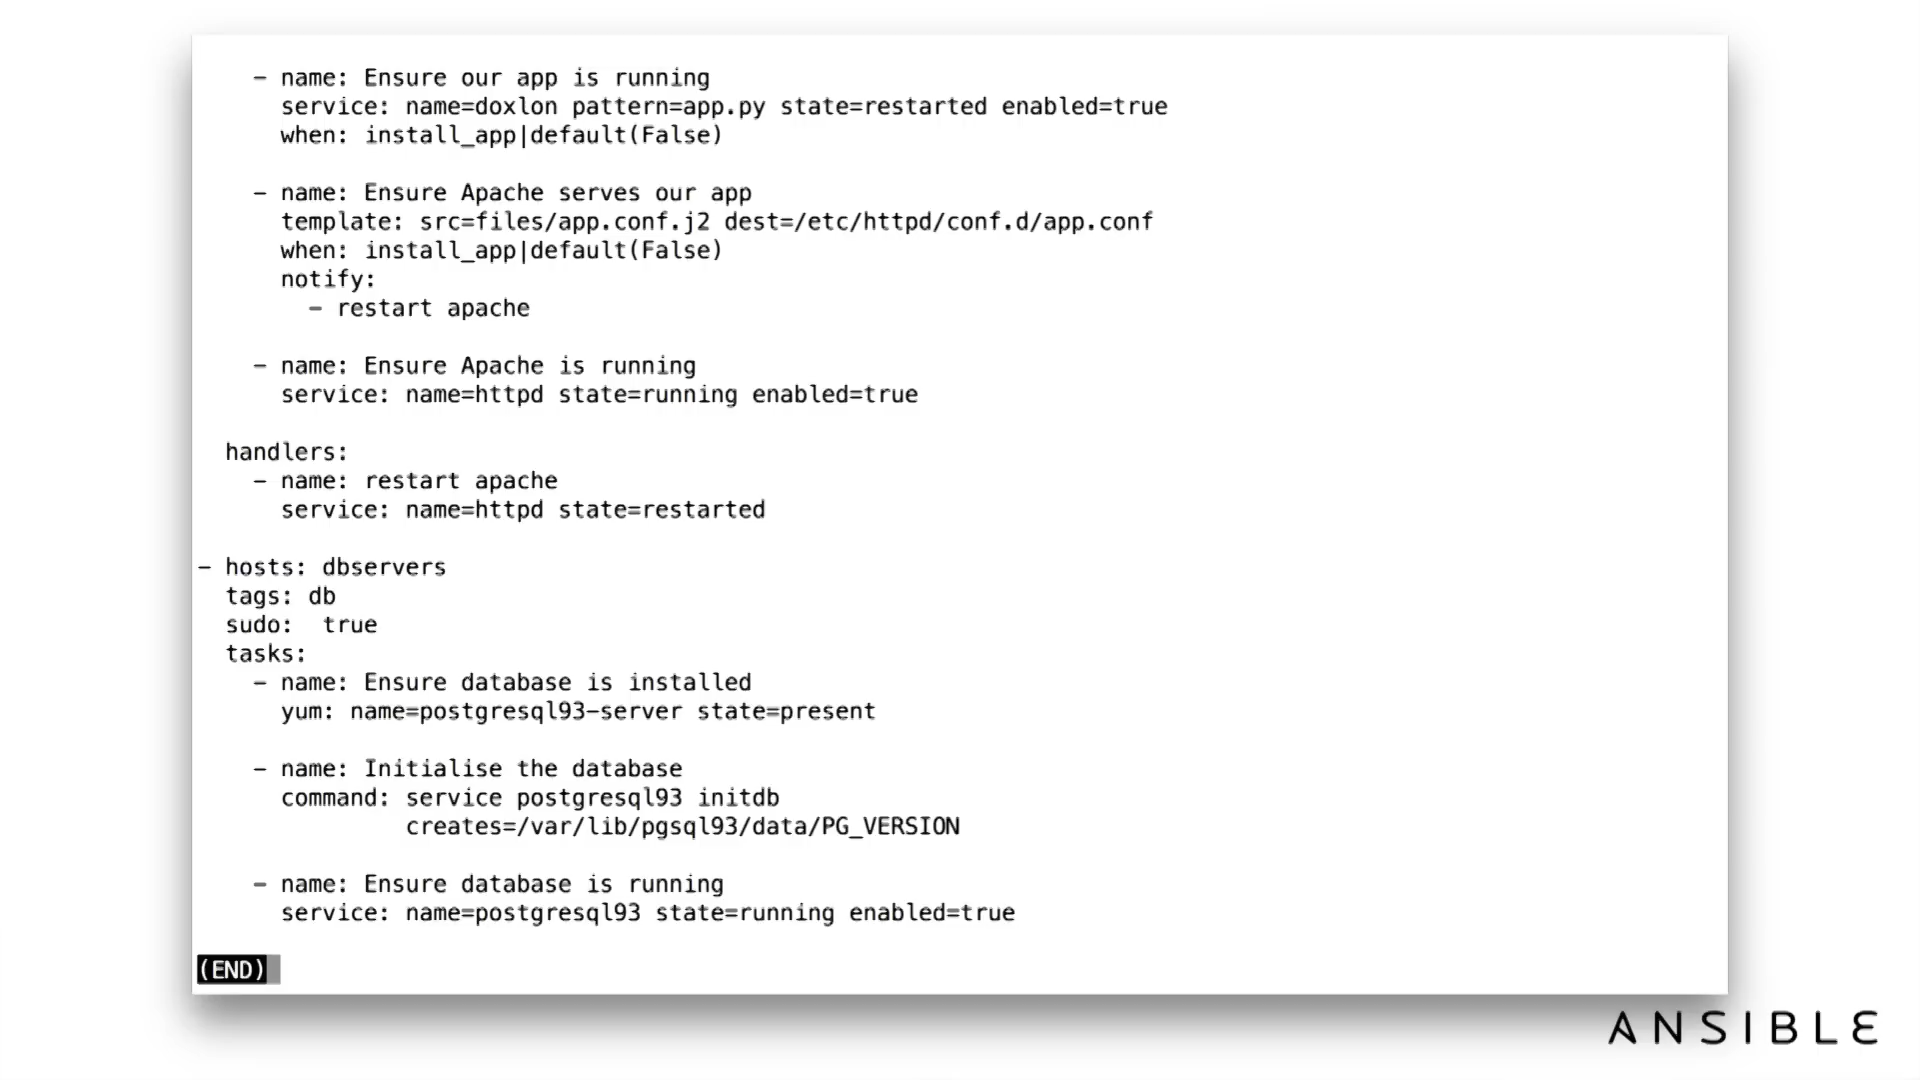 - name: Ensure our app is running
service: name=doxlon pattern=app.py state=restarted enabled=true
when: install_app|default(False)
- name: Ensure Apache serves our app
template: src=files/app.conf.j2 dest=/etc/httpd/conf.d/app.conf
when: install_app|default(False)
notify:
- restart apache
- name: Ensure Apache is running
service: name=httpd state=running enabled=true
handlers:
- name: restart apache
service: name=httpd state=restarted
- hosts: dbservers
tags: db
sudo:  true
tasks:
- name: Ensure database is installed
yum: name=postgresql93-server state=present
- name: Initialise the database
command: service postgresql93 initdb
creates=/var/lib/pgsql93/data/PG_VERSION
- name: Ensure database is running
service: name=postgresql93 state=running enabled=true
(END)
ANSIBLE